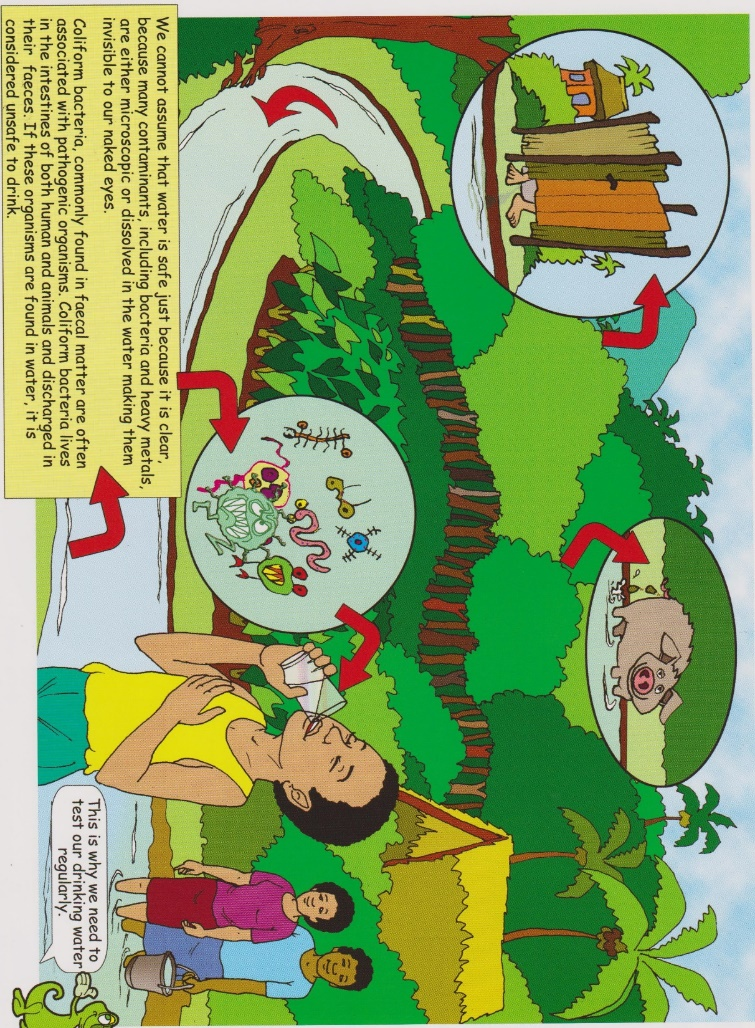 We cannot assume that water is safe just because it is clear,
because many contaminants, including bacteria and heavy metals,
are either microscopic or dissolved in the water making them
invisible to our naked eyes.
Coliform bacteria, commonly found in faecal matter are often
associated with pathogenic organisms. Coliform bacteria lives
in the intestines of both human and animals and discharged in
their faeces. If these organisms are found in water, it is
considered unsafe to drink.
This is why we need to
test our drinking water
regularly.